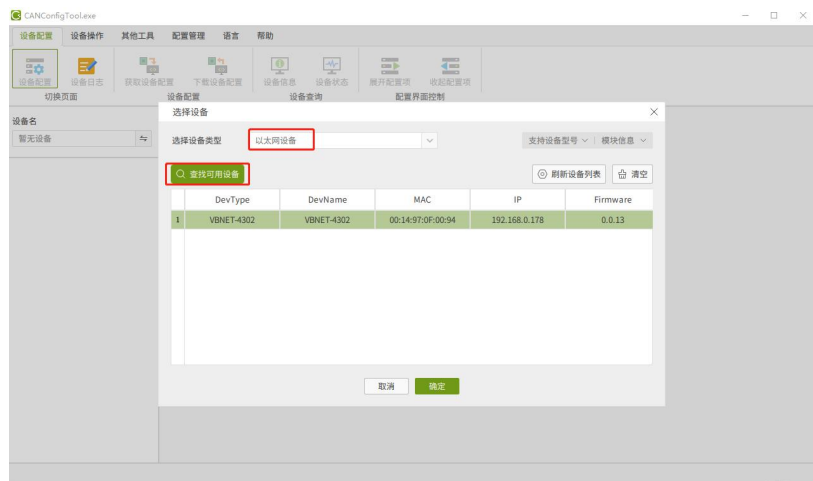 CANConfigTool.exe
设备配置 设备操作 其他工具 配置管理 语言 帮助
设备配置 设备日志 获取设备配置 下载设备配置 设备信息 设备状态 展开配置项 收起配置项
切换页面 设备配置 设备查询 配置界面控制
选择设备
设备名
暂无设备
选择设备类型 以太网设备 支持设备型号 模块信息
查找可用设备 刷新设备列表 清空
DevType DevName MAC IP Firmware
1 VBNET-4302 VBNET-4302 00:14:97:0F:00:94 192.168.0.178 0.0.13
取消 确定